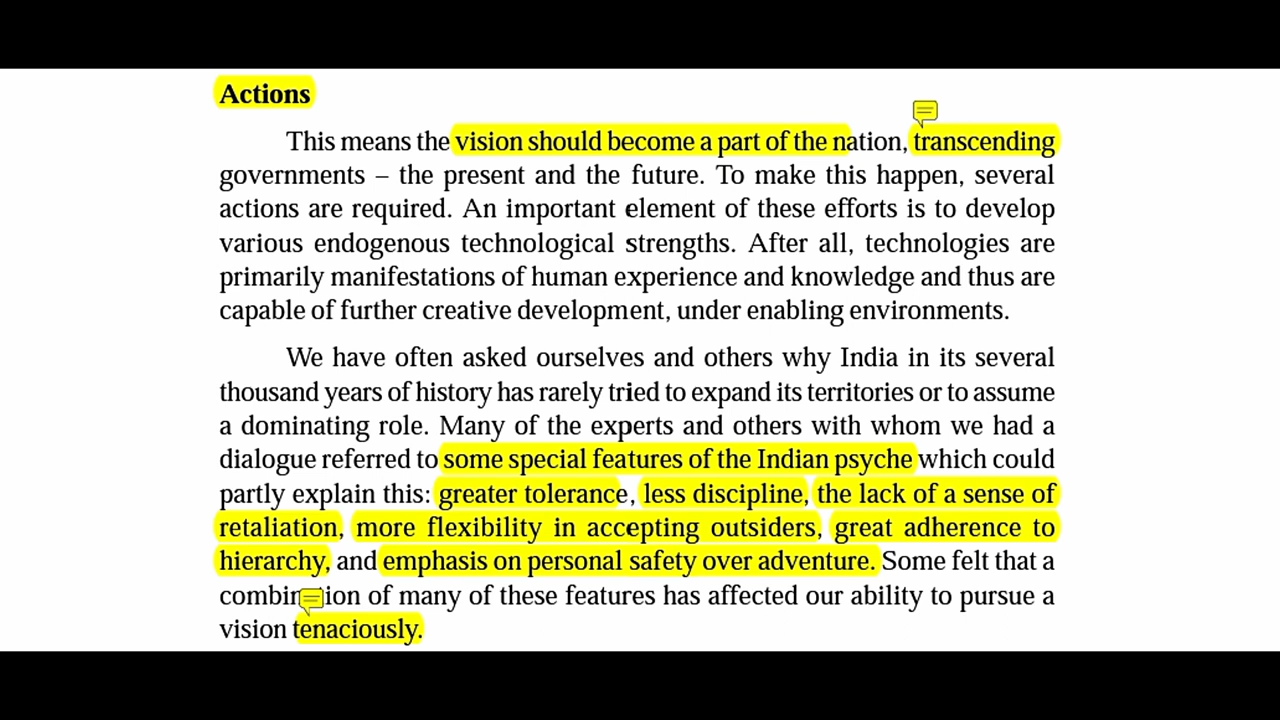 Actions
This means the vision should become a part of the nation, transcending
governments – the present and the future. To make this happen, several
actions are required. An important element of these efforts is to develop
various endogenous technological strengths. After all, technologies are
primarily manifestations of human experience and knowledge and thus are
capable of further creative development, under enabling environments.
We have often asked ourselves and others why India in its several
thousand years of history has rarely tried to expand its territories or to assume
a dominating role. Many of the experts and others with whom we had a
dialogue referred to some special features of the Indian psyche which could
partly explain this: greater tolerance, less discipline, the lack of a sense of
retaliation, more flexibility in accepting outsiders, great adherence to
hierarchy, and emphasis on personal safety over adventure. Some felt that a
combination of many of these features has affected our ability to pursue a
vision tenaciously.